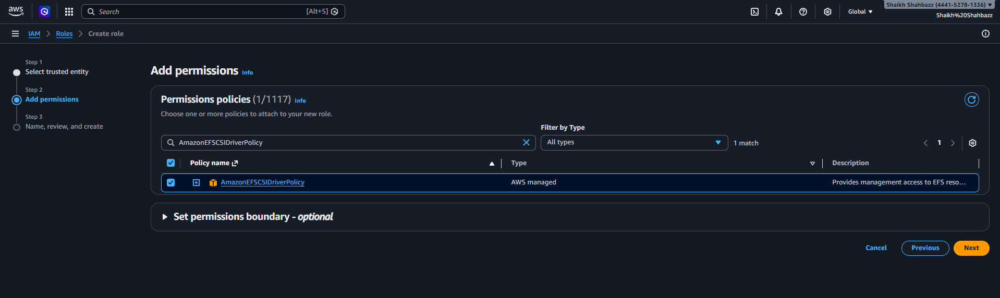 aws
Search
[Alt+S]
Global
Shaikh Shahbazz (4441-5278-1336)
Shaikh%20Shahbazz
IAM
Roles
Create role
Step 1
Select trusted entity
Step 2
Add permissions
Step 3
Name, review, and create
Add permissions Info
Permissions policies (1/1117) Info
Choose one or more policies to attach to your new role.
Filter by Type
AmazonEFSCSIDriverPolicy
All types
1 match
1
Policy name
Type
Description
AmazonEFSCSIDriverPolicy
AWS managed
Provides management access to EFS reso...
Set permissions boundary - optional
Cancel
Previous
Next